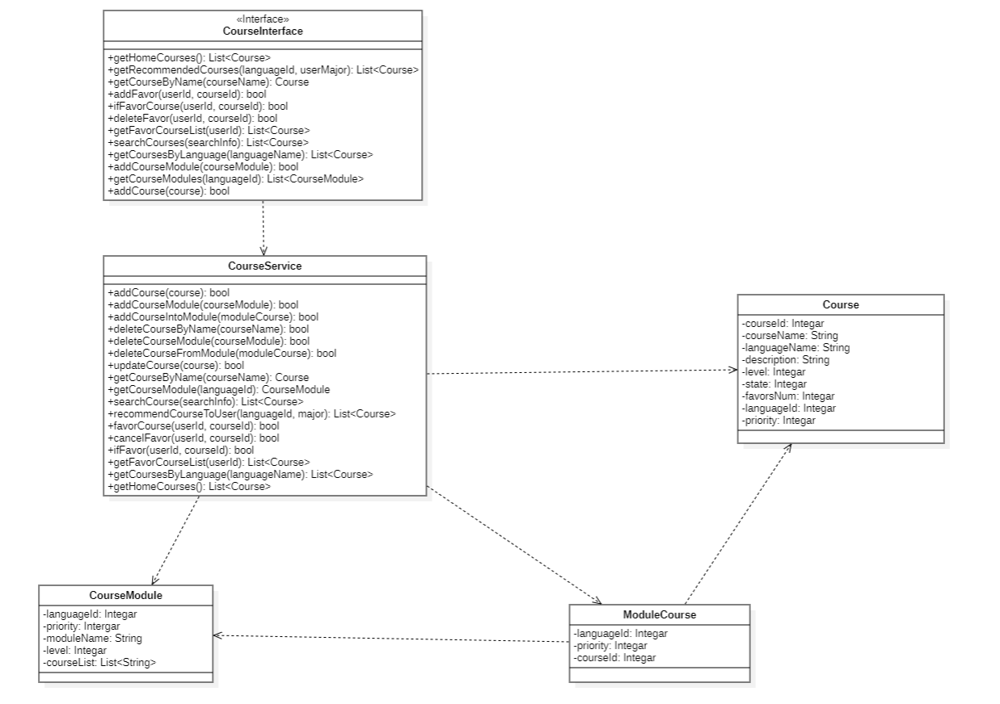 «Interface»
CourseInterface
+getHomeCourses(): List<Course>
+getRecommendedCourses(languageId, userMajor): List<Course>
+getCourseByName(courseName): Course
+addFavor(userId, courseId): bool
+ifFavorCourse(userId, courseId): bool
+deleteFavor(userId, courseId): bool
+getFavorCourseList(userId): List<Course>
+searchCourses(searchInfo): List<Course>
+getCoursesByLanguage(languageName): List<Course>
+addCourseModule(courseModule): bool
+getCourseModules(languageId): List<CourseModule>
+addCourse(course): bool
CourseService
+addCourse(course): bool
+addCourseModule(courseModule): bool
+addCourseIntoModule(moduleCourse): bool
+deleteCourseByName(courseName): bool
+deleteCourseModule(courseModule): bool
+deleteCourseFromModule(moduleCourse): bool
+updateCourse(course): bool
+getCourseByName(courseName): Course
+getCourseModule(languageId): CourseModule
+searchCourse(searchInfo): List<Course>
+recommendCourseToUser(languageId, major): List<Course>
+favorCourse(userId, courseId): bool
+cancelFavor(userId, courseId): bool
+ifFavor(userId, courseId): bool
+getFavorCourseList(userId): List<Course>
+getCoursesByLanguage(languageName): List<Course>
+getHomeCourses(): List<Course>
Course
-courseId: Integar
-courseName: String
-languageName: String
-description: String
-level: Integar
-state: Integar
-favorsNum: Integar
-languageId: Integar
-priority: Integar
CourseModule
-languageId: Integar
-priority: Intergar
-moduleName: String
-level: Integar
-courseList: List<String>
ModuleCourse
-languageId: Integar
-priority: Integar
-courseId: Integar